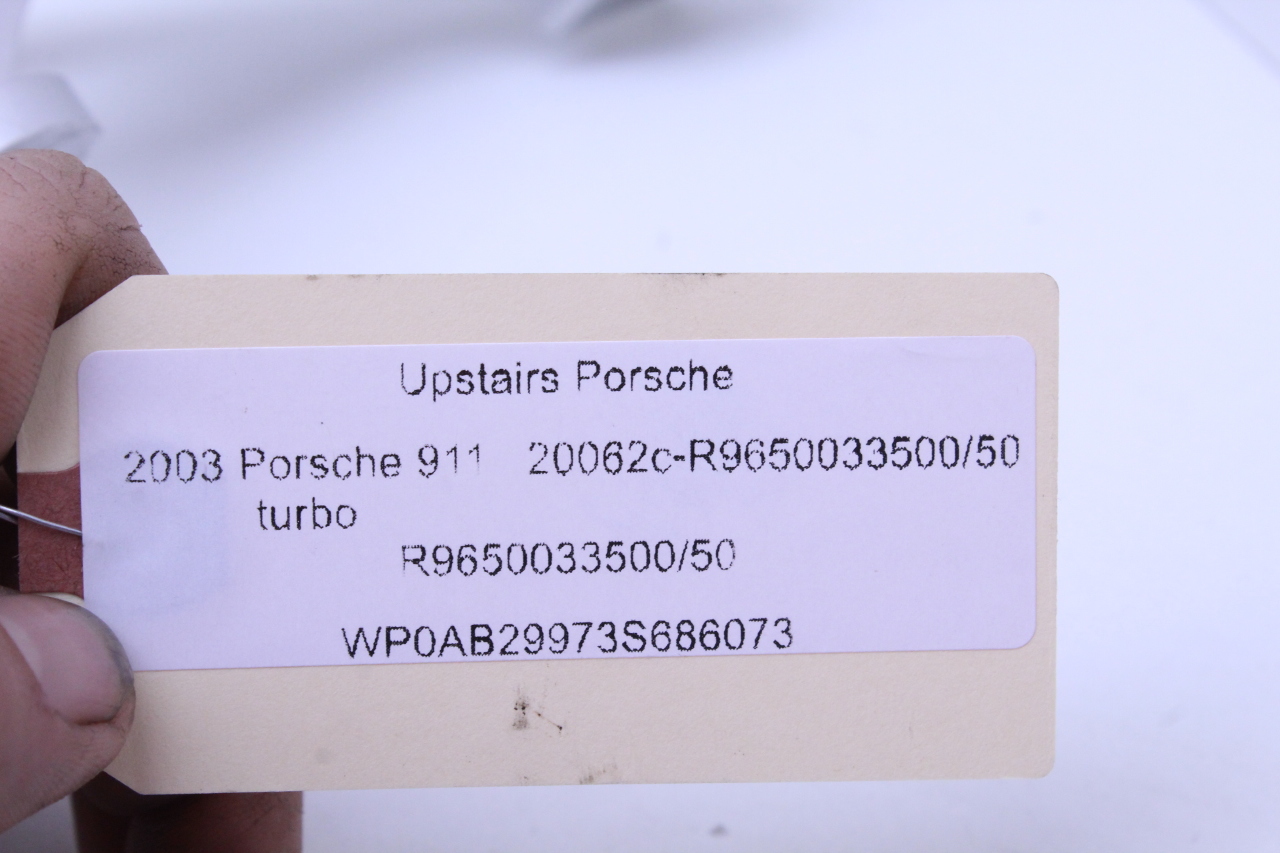 Upstairs Porsche
2003 Porsche 911 20062c-R9650033500/50
turbo
R9650033500/50
WP0AB29973S686073